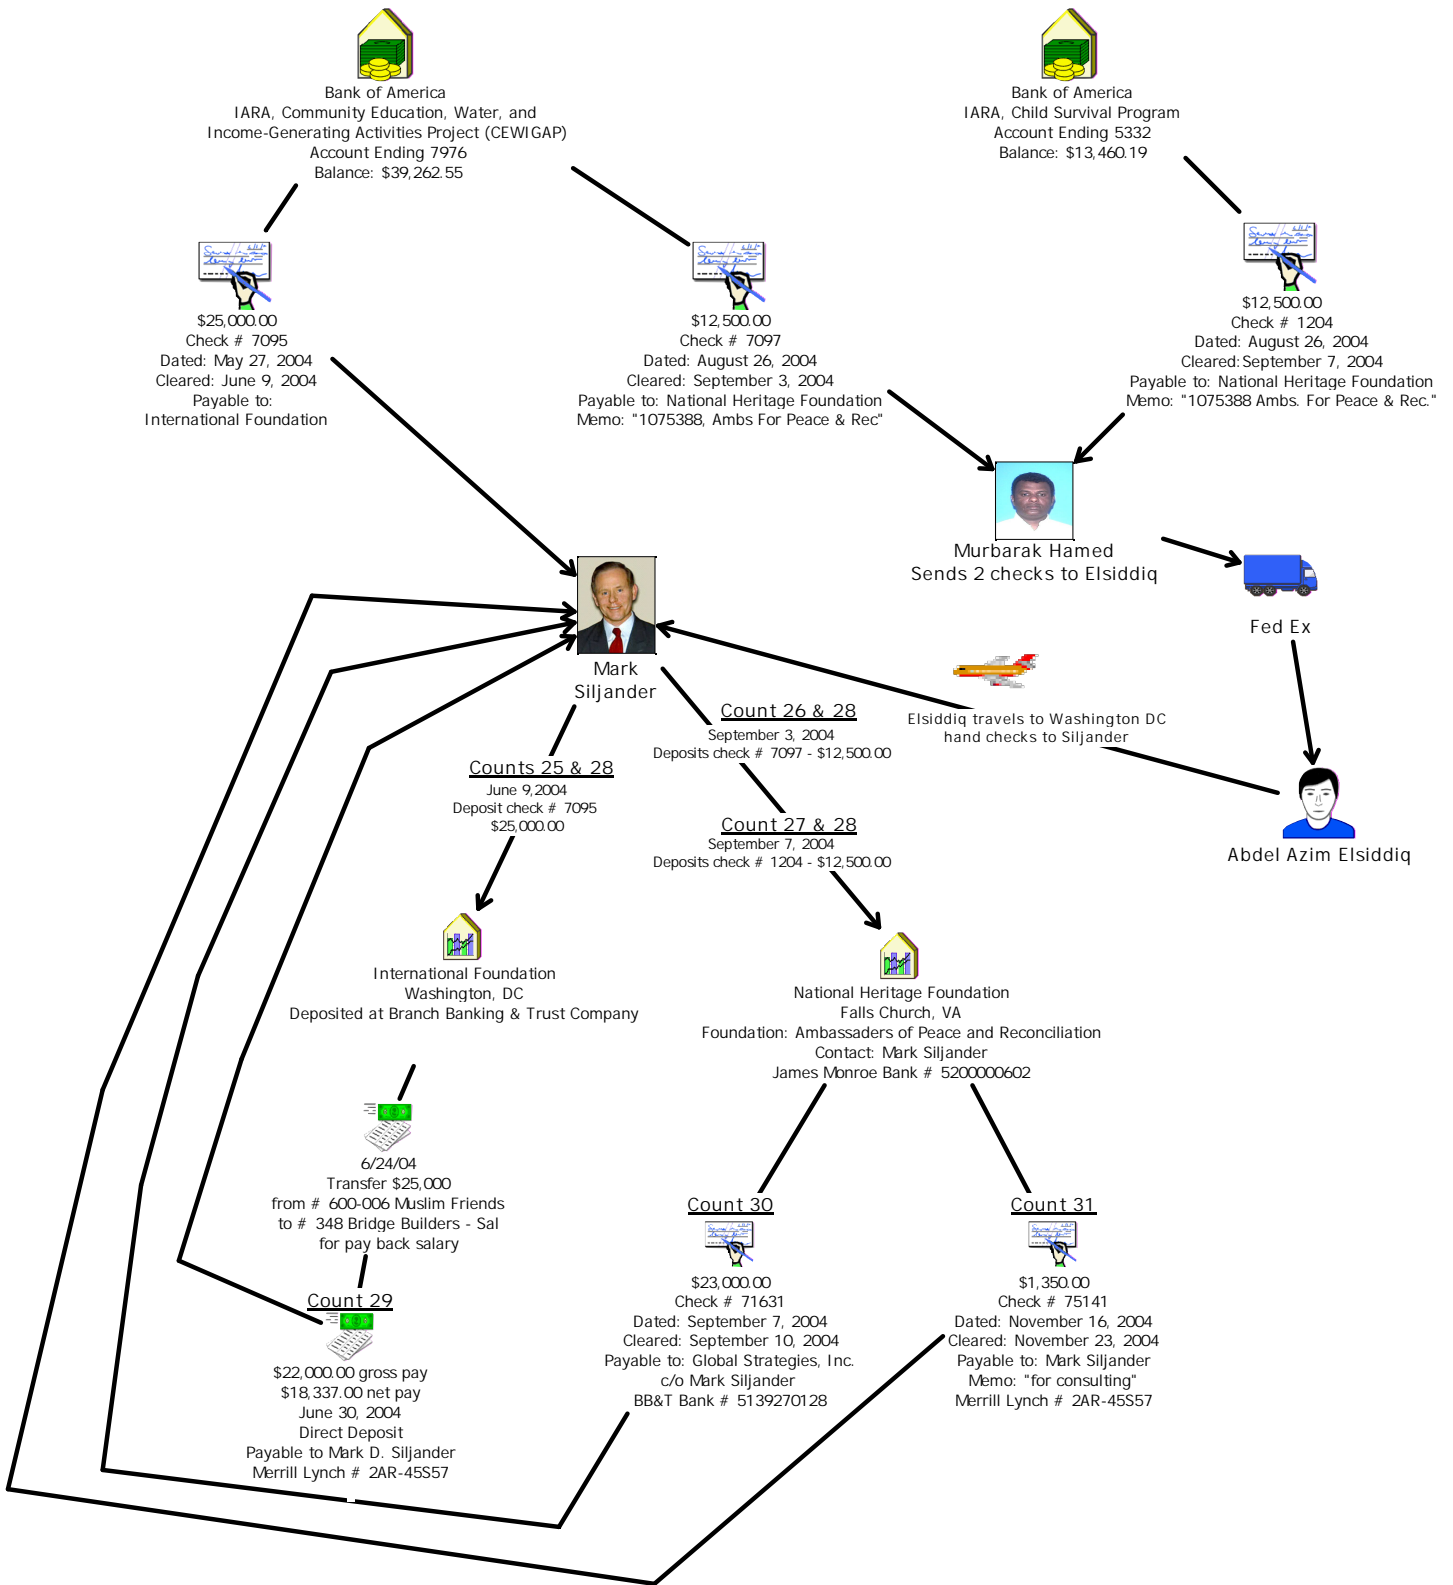 Bank of America
IARA, Community Education, Water, and
Income-Generating Activities Project (CEWIGAP)
Account Ending 7976
Balance: $39,262.55
Bank of America
IARA, Child Survival Program
Account Ending 5332
Balance: $13,460.19
$25,000.00
Check # 7095
Dated: May 27, 2004
Cleared: June 9, 2004
Payable to:
International Foundation
$12,500.00
Check # 7097
Dated: August 26, 2004
Cleared: September 3, 2004
Payable to: National Heritage Foundation
Memo: "1075388, Ambs For Peace & Rec"
$12,500.00
Check # 1204
Dated: August 26, 2004
Cleared:September 7, 2004
Payable to: National Heritage Foundation
Memo: "1075388 Ambs. For Peace & Rec."
Murbarak Hamed
Sends 2 checks to Elsiddiq
Fed Ex
Mark
Siljander
Elsiddiq travels to Washington DC
hand checks to Siljander
Abdel Azim Elsiddiq
Count 26 & 28
September 3, 2004
Deposits check # 7097 - $12,500.00
Counts 25 & 28
June 9,2004
Deposit check # 7095
$25,000.00
Count 27 & 28
September 7, 2004
Deposits check # 1204 - $12,500.00
International Foundation
Washington, DC
Deposited at Branch Banking & Trust Company
National Heritage Foundation
Falls Church, VA
Foundation: Ambassaders of Peace and Reconciliation
Contact: Mark Siljander
James Monroe Bank # 5200000602
6/24/04
Transfer $25,000
from # 600-006 Muslim Friends
to # 348 Bridge Builders - Sal
for pay back salary
Count 29
$22,000.00 gross pay
$18,337.00 net pay
June 30, 2004
Direct Deposit
Payable to Mark D. Siljander
Merrill Lynch # 2AR-45S57
Count 30
$23,000.00
Check # 71631
Dated: September 7, 2004
Cleared: September 10, 2004
Payable to: Global Strategies, Inc.
c/o Mark Siljander
BB&T Bank # 5139270128
Count 31
$1,350.00
Check # 75141
Dated: November 16, 2004
Cleared: November 23, 2004
Payable to: Mark Siljander
Memo: "for consulting"
Merrill Lynch # 2AR-45S57